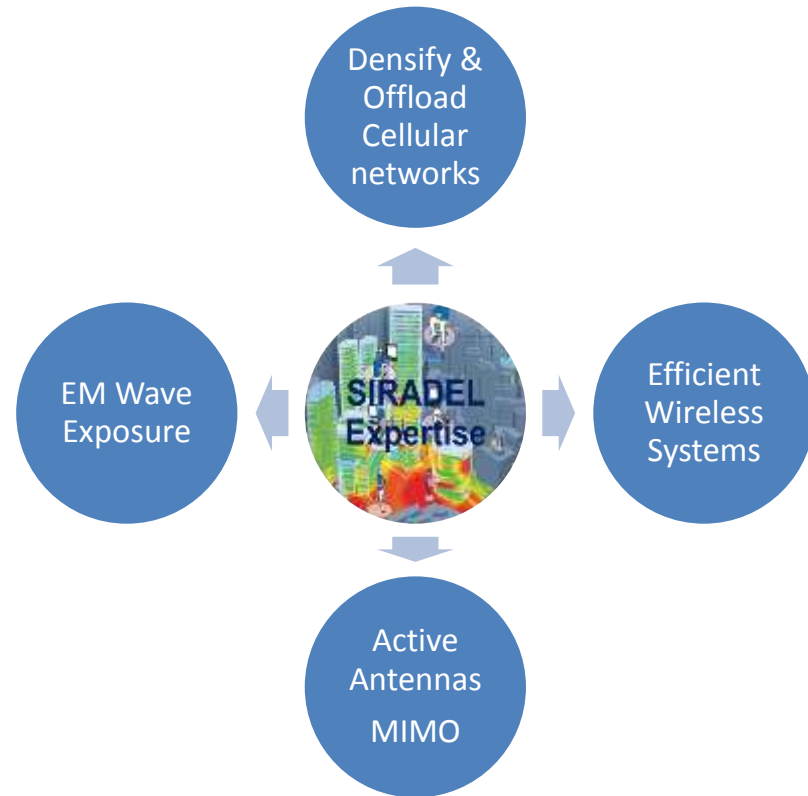 Densify &
Offload
Cellular
networks
EM Wave
Exposure
SIRADEL
Expertise
Efficient
Wireless
Systems
Active
Antennas
MIMO